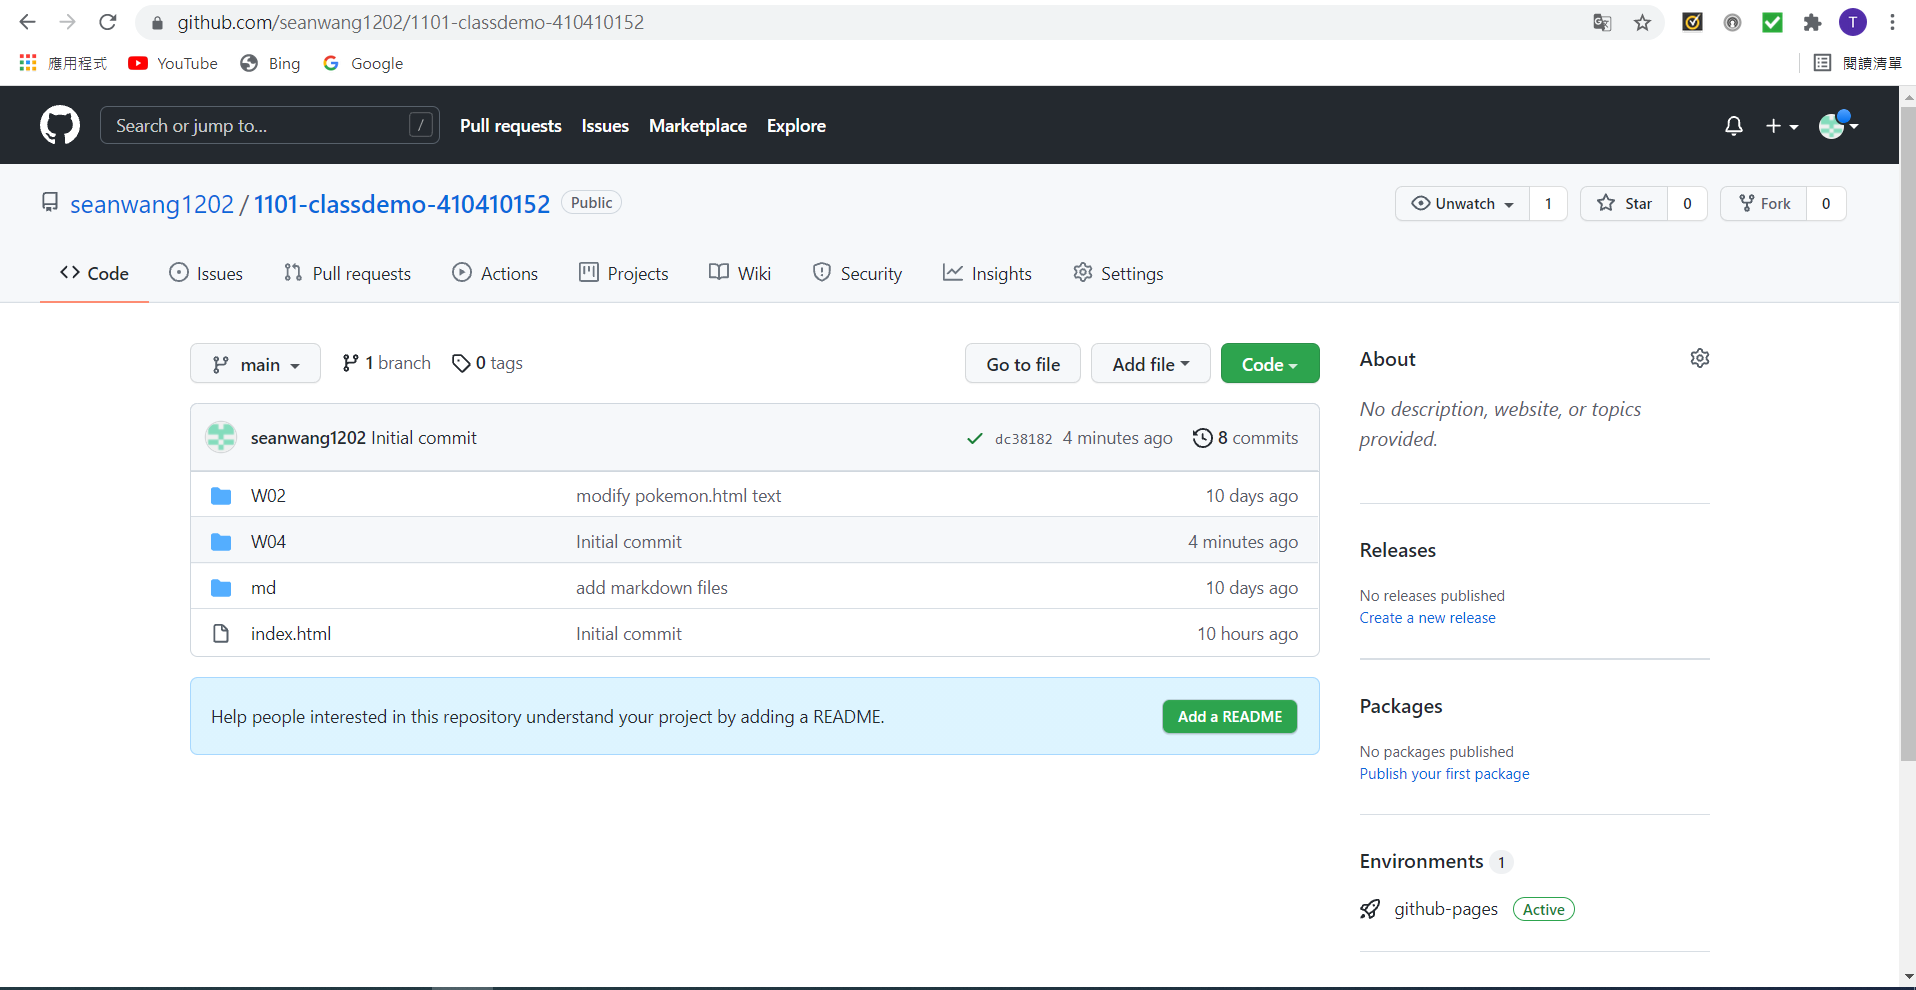 github.com/seanwang1202/1101-classdemo-410410152
T
應用程式 YouTube Bing Google 閱讀清單
Search or jump to... / Pull requests Issues Marketplace Explore
seanwang1202 / 1101-classdemo-410410152 Public Unwatch 1 Star 0 Fork 0
Code Issues Pull requests Actions Projects Wiki Security Insights Settings
main 1 branch 0 tags Go to file Add file Code
seanwang1202 Initial commit dc38182 4 minutes ago 8 commits
W02 modify pokemon.html text 10 days ago
W04 Initial commit 4 minutes ago
md add markdown files 10 days ago
index.html Initial commit 10 hours ago
Help people interested in this repository understand your project by adding a README. Add a README
About
No description, website, or topics
provided.
Releases
No releases published
Create a new release
Packages
No packages published
Publish your first package
Environments 1
github-pages Active